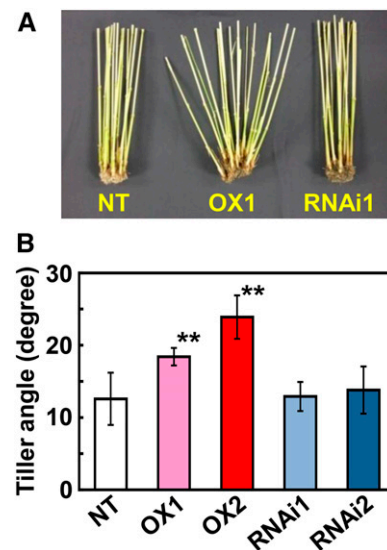 A
NT OX1 RNAi1
B
Tiller angle (degree)
30
20
10
0
**
**
NT
OX1
OX2
RNAi1
RNAi2